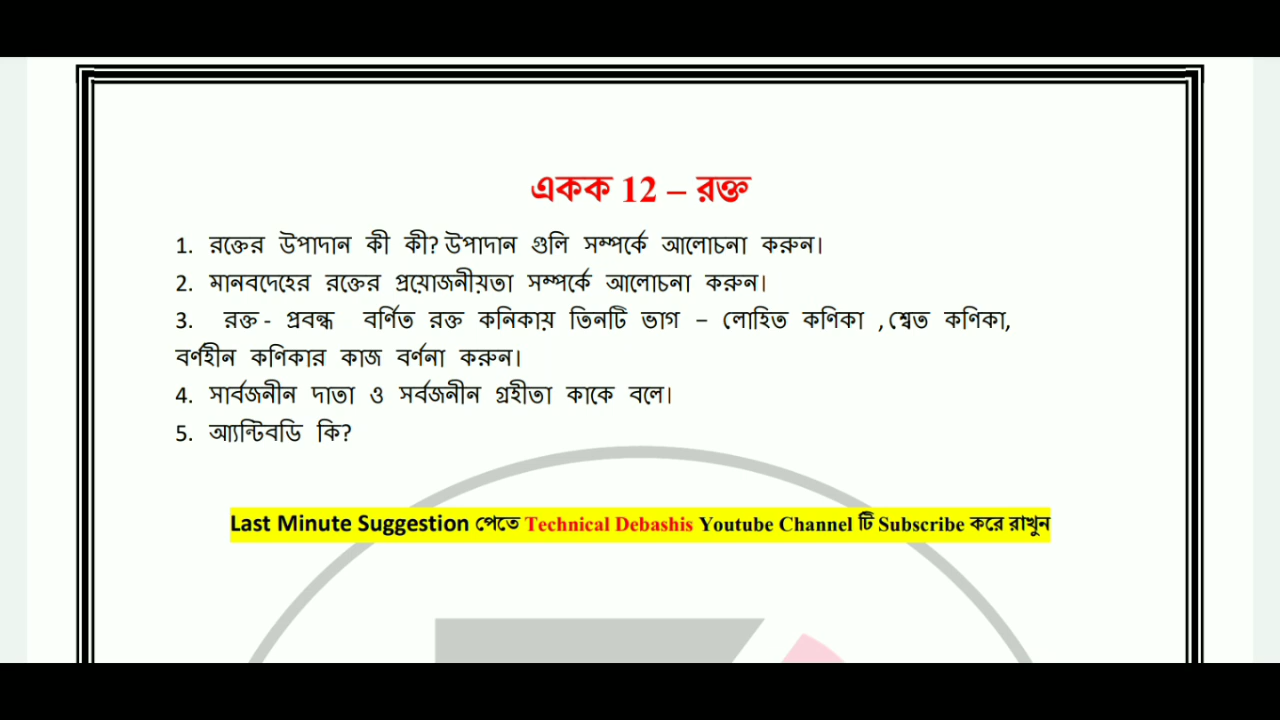 একক 12 – রক্ত
1. রক্তের উপাদান কী কী? উপাদান গুলি সম্পর্কে আলোচনা করুন।
2. মানবদেহের রক্তের প্রয়োজনীয়তা সম্পর্কে আলোচনা করুন।
3. রক্ত - প্রবন্ধ বর্ণিত রক্ত কনিকায় তিনটি ভাগ – লোহিত কণিকা , শ্বেত কণিকা,
বর্ণহীন কণিকার কাজ বর্ণনা করুন।
4. সার্বজনীন দাতা ও সর্বজনীন গ্রহীতা কাকে বলে।
5. অ্যান্টিবডি কি?
Last Minute Suggestion পেতে Technical Debashis Youtube Channel টি Subscribe করে রাখুন